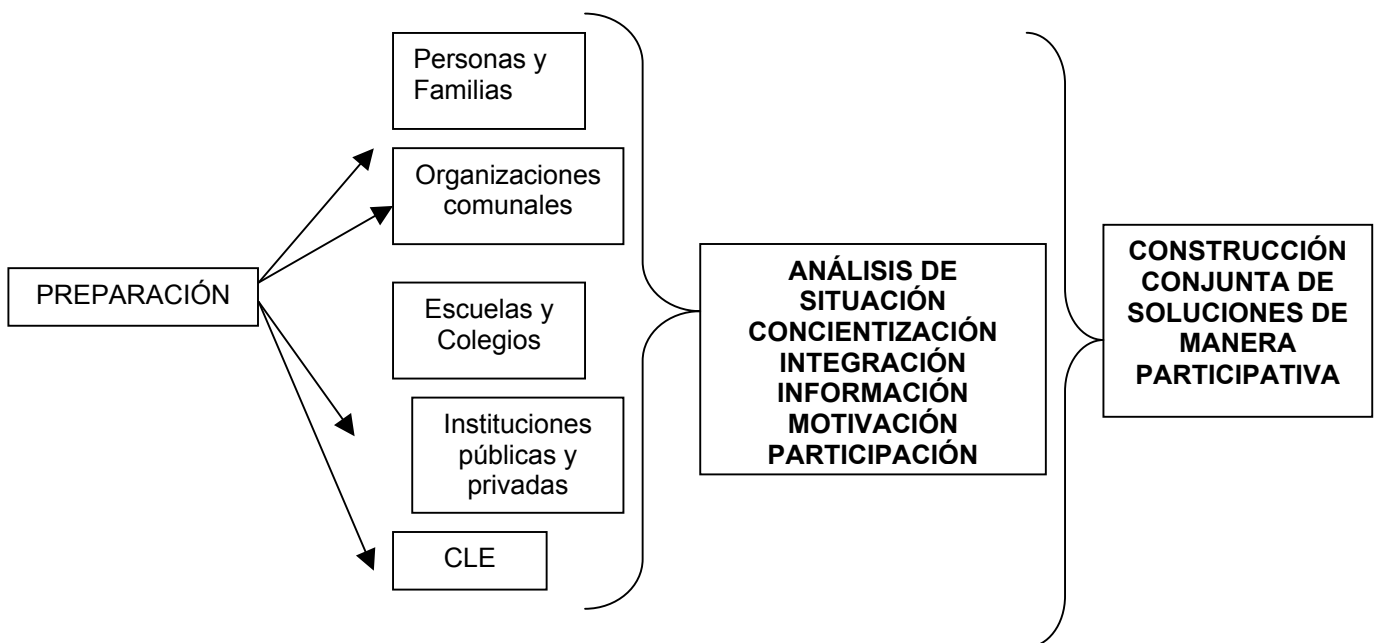 PREPARACIÓN
Personas y
Familias
Organizaciones
comunales
Escuelas y
Colegios
Instituciones
públicas y
privadas
CLE
ANÁLISIS DE
SITUACIÓN
CONCIENTIZACIÓN
INTEGRACIÓN
INFORMACIÓN
MOTIVACIÓN
PARTICIPACIÓN
CONSTRUCCIÓN
CONJUNTA DE
SOLUCIONES DE
MANERA
PARTICIPATIVA